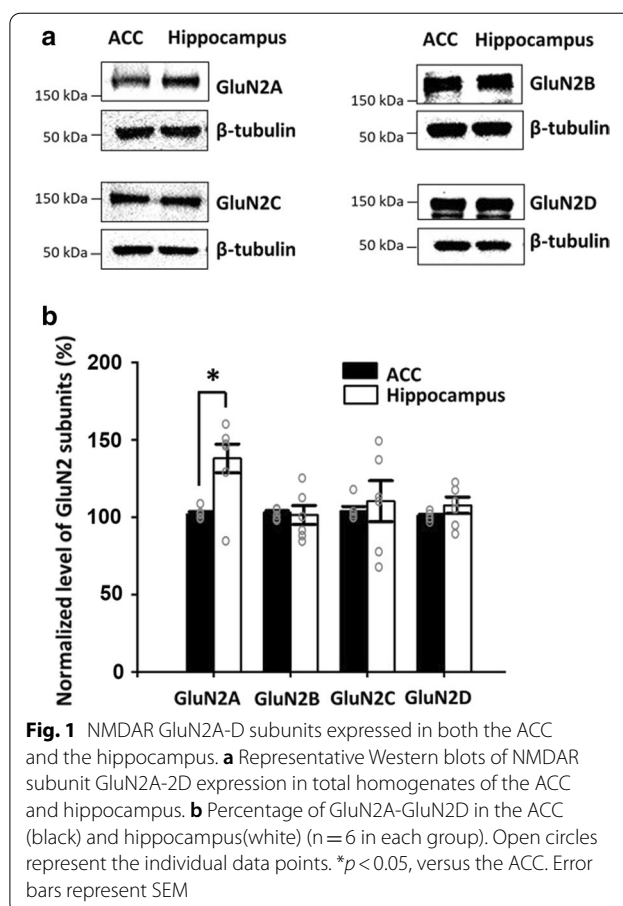 a
ACC Hippocampus
150 kDa GluN2A
50 kDa β-tubulin
ACC Hippocampus
150 kDa GluN2B
50 kDa β-tubulin
150 kDa GluN2C
50 kDa β-tubulin
150 kDa GluN2D
50 kDa β-tubulin
b
Normalized level of GluN2 subunits (%)
200
150
100
50
0
*
ACC
Hippocampus
GluN2A GluN2B GluN2C GluN2D
Fig. 1 NMDAR GluN2A-D subunits expressed in both the ACC
and the hippocampus. a Representative Western blots of NMDAR
subunit GluN2A-2D expression in total homogenates of the ACC
and hippocampus. b Percentage of GluN2A-GluN2D in the ACC
(black) and hippocampus(white) (n = 6 in each group). Open circles
represent the individual data points. *p < 0.05, versus the ACC. Error
bars represent SEM